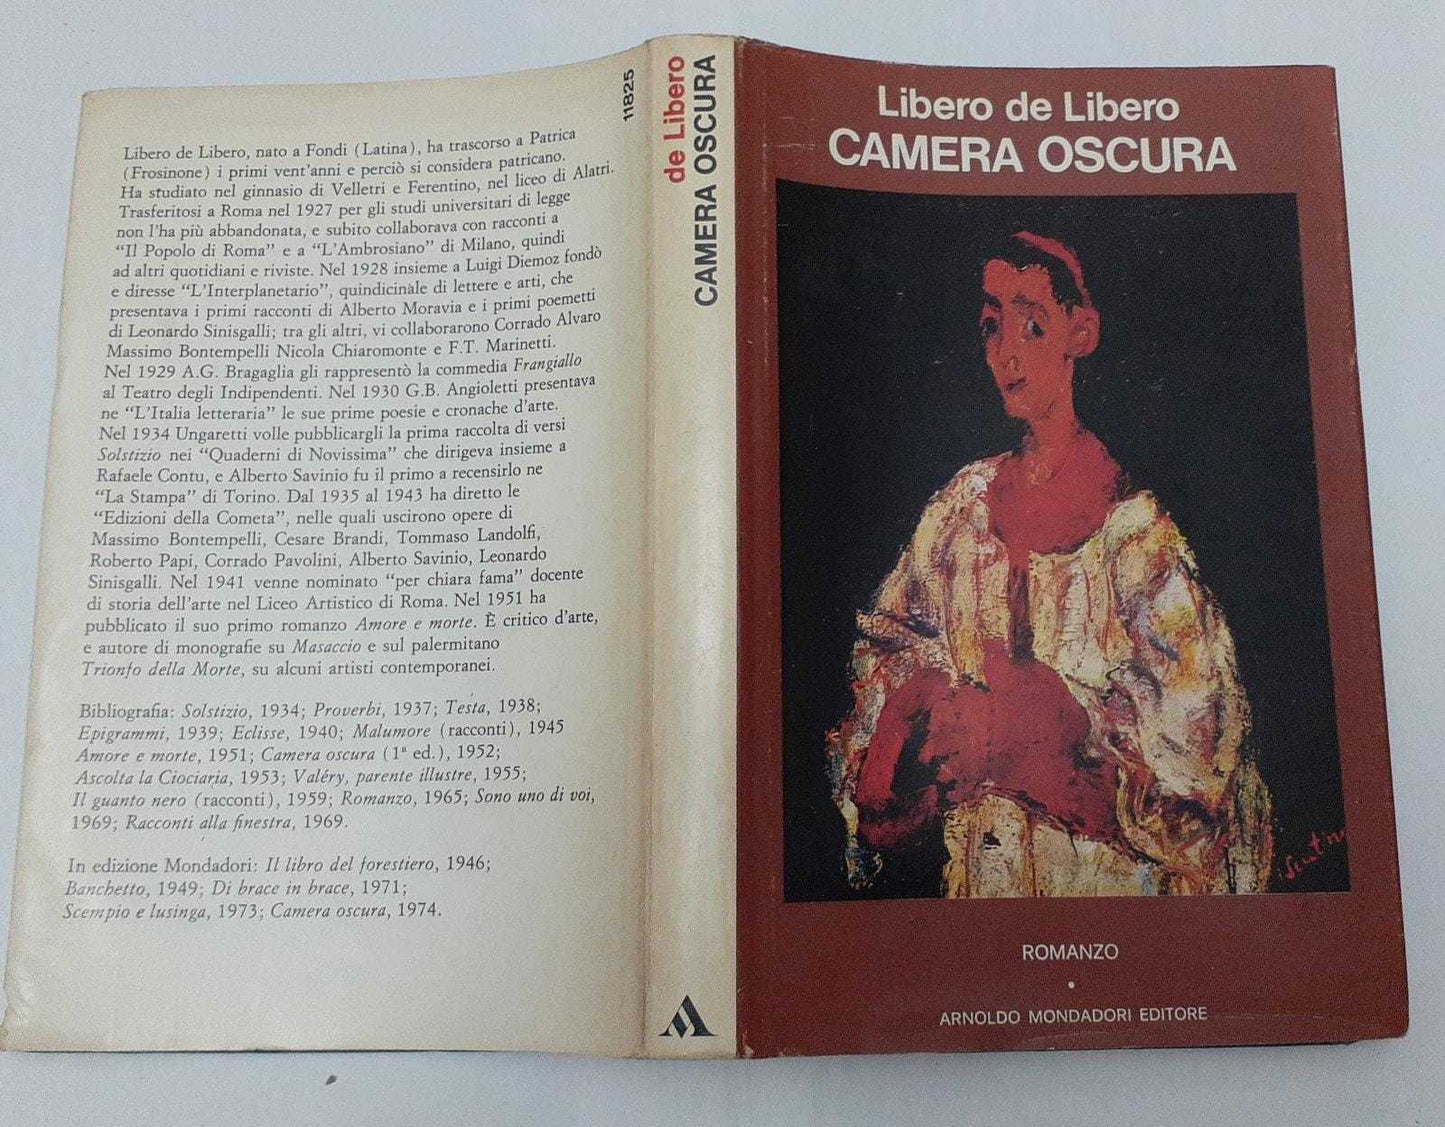 Libero de Libero, nato a Fondi (Latina), ha trascorso a Patrica
(Frosinone) i primi vent'anni e perciò si considera patricano.
Ha studiato nel ginnasio di Velletri e Ferentino, nel liceo di Alatri.
Trasferitosi a Roma nel 1927 per gli studi universitari di legge
non l'ha più abbandonata, e subito collaborava con racconti a
“Il Popolo di Roma” e a “L'Ambrosiano” di Milano, quindi
ad altri quotidiani e riviste. Nel 1928 insieme a Luigi Diemoz fondò
e diresse “L'Interplanetario”, quindicinale di lettere e arti, che
presentava i primi racconti di Alberto Moravia e i primi poemetti
di Leonardo Sinisgalli; tra gli altri, vi collaborarono Corrado Alvaro
Massimo Bontempelli Nicola Chiaromonte e F.T. Marinetti.
Nel 1929 A.G. Bragaglia gli rappresentò la commedia Frangiallo
al Teatro degli Indipendenti. Nel 1930 G.B. Angioletti presentava
ne “L'Italia letteraria” le sue prime poesie e cronache d'arte.
Nel 1934 Ungaretti volle pubblicargli la prima raccolta di versi
Solstizio nei “Quaderni di Novissima” che dirigeva insieme a
Rafaele Contu, e Alberto Savinio fu il primo a recensirlo ne
“La Stampa” di Torino. Dal 1935 al 1943 ha diretto le
“Edizioni della Cometa”, nelle quali uscirono opere di
Massimo Bontempelli, Cesare Brandi, Tommaso Landolfi,
Roberto Papi, Corrado Pavolini, Alberto Savinio, Leonardo
Sinisgalli. Nel 1941 venne nominato “per chiara fama” docente
di storia dell'arte nel Liceo Artistico di Roma. Nel 1951 ha
pubblicato il suo primo romanzo Amore e morte. È critico d'arte,
e autore di monografie su Masaccio e sul palermitano
Trionfo della Morte, su alcuni artisti contemporanei.
Bibliografia: Solstizio, 1934; Proverbi, 1937; Testa, 1938;
Epigrammi, 1939; Eclisse, 1940; Malumore (racconti), 1945
Amore e morte, 1951; Camera oscura (1ª ed.), 1952;
Ascolta la Ciociaria, 1953; Valéry, parente illustre, 1955;
Il guanto nero (racconti), 1959; Romanzo, 1965; Sono uno di voi,
1969; Racconti alla finestra, 1969.
In edizione Mondadori: Il libro del forestiero, 1946;
Banchetto, 1949; Di brace in brace, 1971;
Scempio e lusinga, 1973; Camera oscura, 1974.
11825
de Libero
CAMERA OSCURA
Libero de Libero
CAMERA OSCURA
ROMANZO
ARNOLDO MONDADORI EDITORE